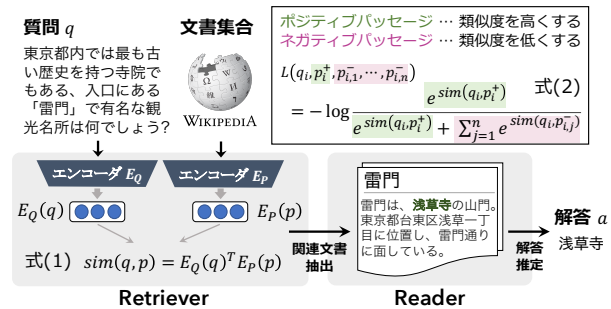 質問 q
文書集合
東京都内では最も古
い歴史を持つ寺院で
もある、入口にある
「雷門」で有名な観
光名所は何でしょう?
WIKIPEDIA
ポジティブパッセージ … 類似度を高くする
ネガティブパッセージ … 類似度を低くする
L(q_i, p_i^+, p_{i,1}^-, ⋯, p_{i,n}^-)
= − log e^{sim(q_i,p_i^+)} / (e^{sim(q_i,p_i^+)} + ∑_{j=1}^{n} e^{sim(q_i,p_{i,j}^-)})
式(2)
エンコーダ E_Q
エンコーダ E_P
E_Q(q)
E_P(p)
式(1) sim(q, p) = E_Q(q)^T E_P(p)
Retriever
関連文書
抽出
雷門
雷門は、浅草寺の山門。
東京都台東区浅草一丁
目に位置し、雷門通り
に面している。
Reader
解答
推定
解答 a
浅草寺